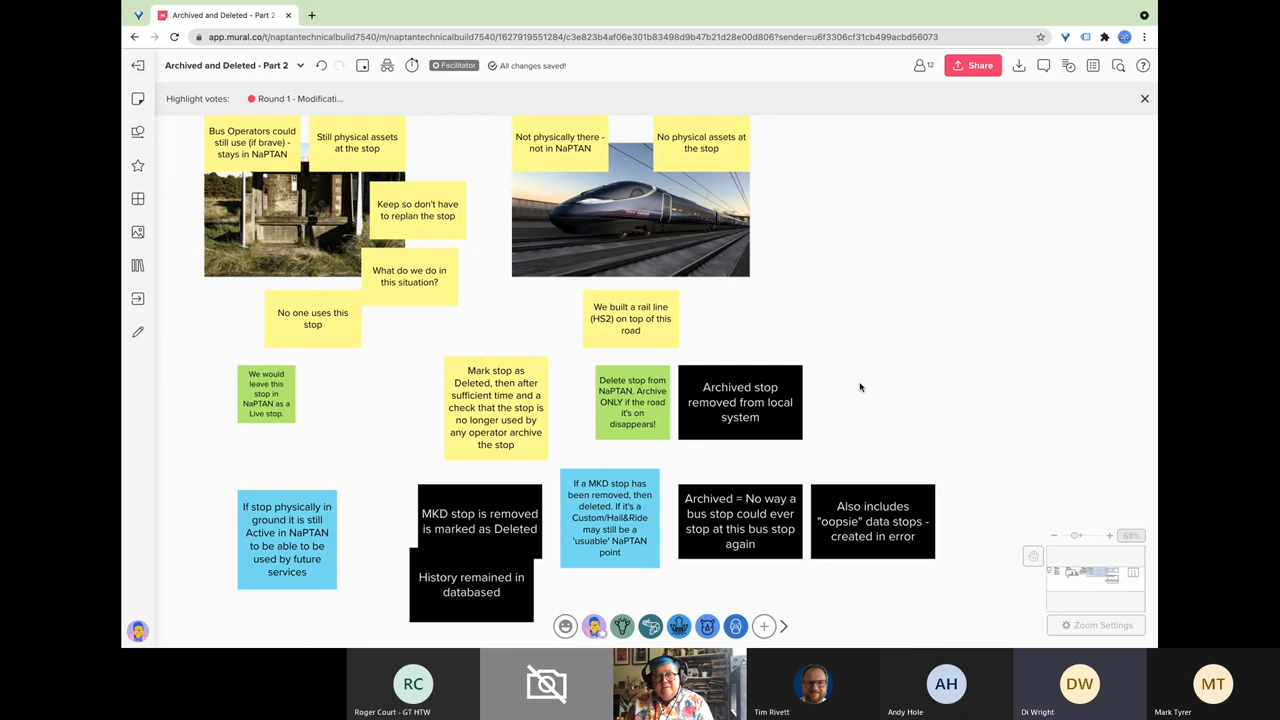 Archived and Deleted - Part 2
app.mural.co/t/naptantechnicalbuild7540/m/naptantechnicalbuild7540/1627919551284/c3e823b4af06e301b83498d9b47b21d28e00d806?sender=u6f3306cf31cb499acbd56073
Archived and Deleted - Part 2
Facilitator
All changes saved!
12
Share
Highlight votes:
Round 1 - Modificati...
Bus Operators could
still use (if brave) -
stays in NaPTAN
Still physical assets
at the stop
Not physically there -
not in NaPTAN
No physical assets at
the stop
Keep so don't have
to replan the stop
What do we do in
this situation?
No one uses this
stop
We built a rail line
(HS2) on top of this
road
We would
leave this
stop in
NaPTAN as a
Live stop.
Mark stop as
Deleted, then after
sufficient time and a
check that the stop is
no longer used by
any operator archive
the stop
Delete stop from
NaPTAN. Archive
ONLY if the road
it's on
disappears!
Archived stop
removed from local
system
If stop physically in
ground it is still
Active in NaPTAN
to be able to be
used by future
services
MKD stop is removed
is marked as Deleted
History remained in
databased
If a MKD stop has
been removed, then
deleted. If it's a
Custom/Hail&Ride
may still be a
'usuable' NaPTAN
point
Archived = No way a
bus stop could ever
stop at this bus stop
again
Also includes
"oopsie" data stops -
created in error
68%
Zoom Settings
RC
Roger Court - GT HTW
Tim Rivett
AH
Andy Hole
DW
Di Wright
MT
Mark Tyrer